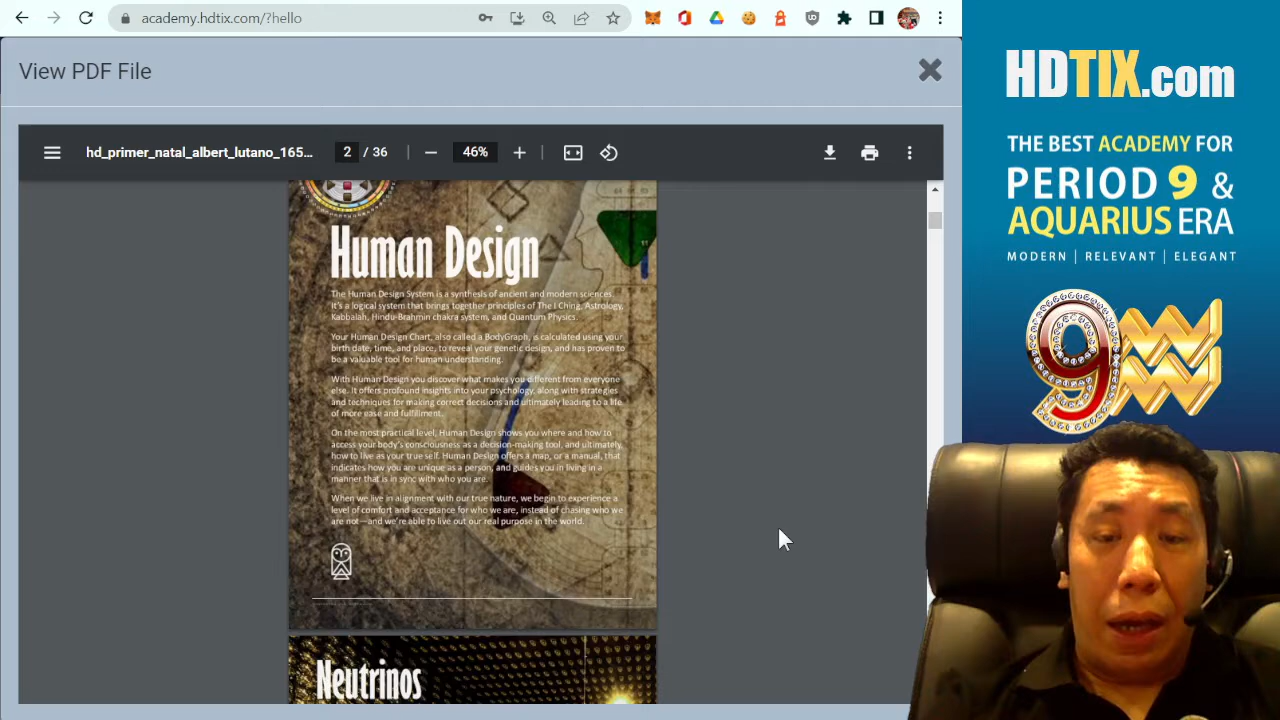 academy.hdtix.com/?hello
View PDF File
hd_primer_natal_albert_lutano_165...
2 / 36
46%
Human Design
The Human Design System is a synthesis of ancient and modern sciences.
It's a logical system that brings together principles of The I Ching, Astrology,
Kabbalah, Hindu-Brahmin chakra system, and Quantum Physics.
Your Human Design Chart, also called a BodyGraph, is calculated using your
birth date, time, and place, to reveal your genetic design, and has proven to
be a valuable tool for human understanding.
With Human Design you discover what makes you different from everyone
else. It offers profound insights into your psychology, along with strategies
and techniques for making correct decisions and ultimately leading to a life
of more ease and fulfillment.
On the most practical level, Human Design shows you where and how to
access your body's consciousness as a decision-making tool, and ultimately
how to live as your true self. Human Design offers a map, or a manual, that
indicates how you are unique as a person, and guides you in living in a
manner that is in sync with who you are.
When we live in alignment with our true nature, we begin to experience a
level of comfort and acceptance for who we are, instead of chasing who we
are not—and we're able to live out our real purpose in the world.
Neutrinos
HDTIX.com
THE BEST ACADEMY FOR
PERIOD 9 &
AQUARIUS ERA
MODERN | RELEVANT | ELEGANT
9